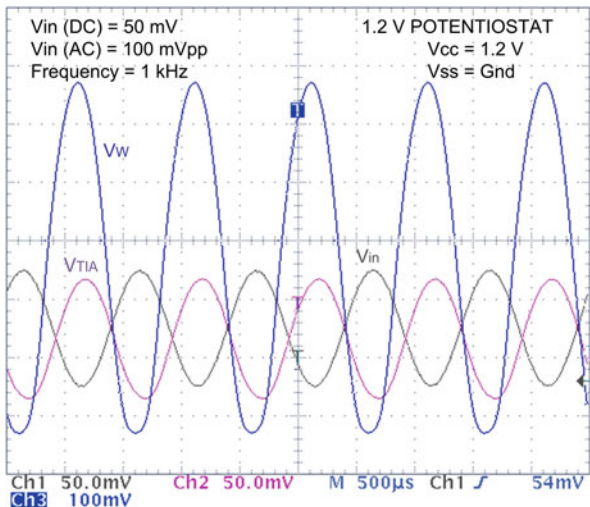 Vin (DC) = 50 mV
Vin (AC) = 100 mVpp
Frequency = 1 kHz
1.2 V POTENTIOSTAT
Vcc = 1.2 V
Vss = Gnd
T
VW
VTIA
Vin
T
T
Ch1 50.0mV Ch2 50.0mV M 500µs Ch1 ƒ 54mV
Ch3 100mV